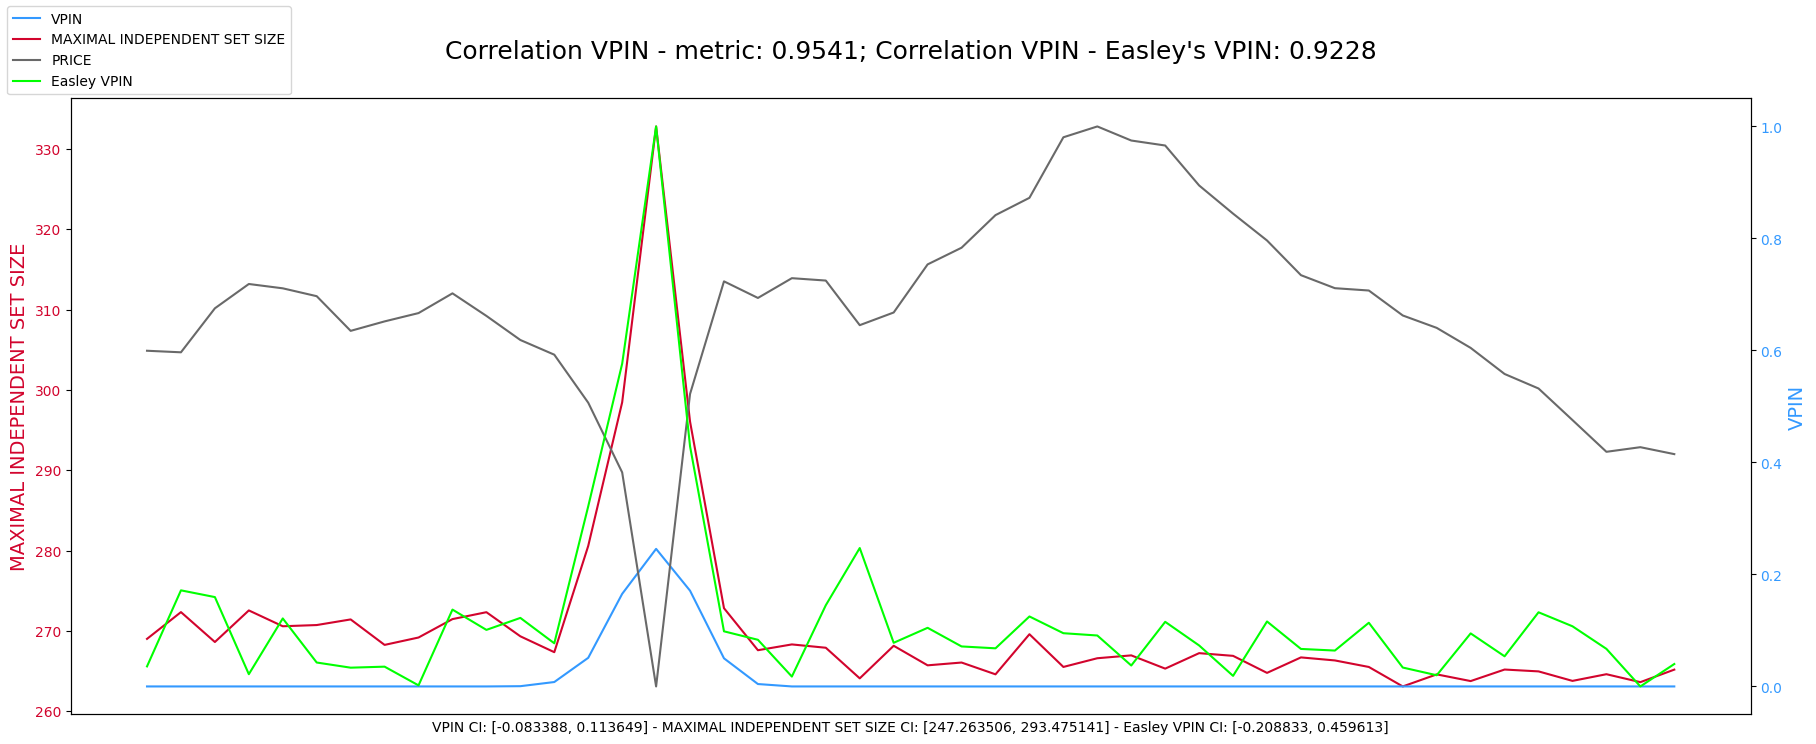 VPIN
MAXIMAL INDEPENDENT SET SIZE
PRICE
Easley VPIN
Correlation VPIN - metric: 0.9541; Correlation VPIN - Easley's VPIN: 0.9228
MAXIMAL INDEPENDENT SET SIZE
330
320
310
300
290
280
270
260
1.0
0.8
0.6
0.4
0.2
0.0
VPIN
VPIN CI: [-0.083388, 0.113649] - MAXIMAL INDEPENDENT SET SIZE CI: [247.263506, 293.475141] - Easley VPIN CI: [-0.208833, 0.459613]